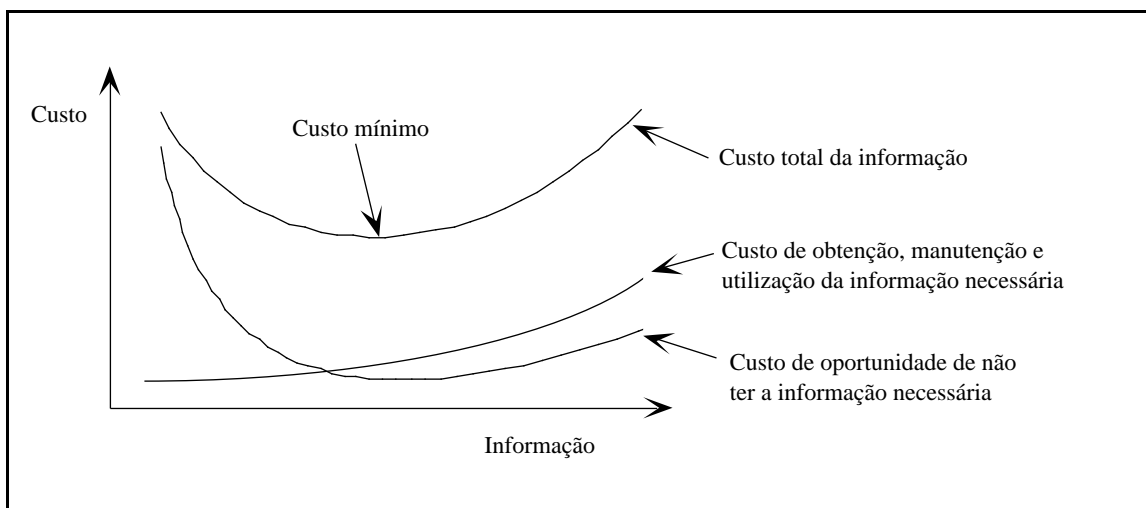 Custo
Custo mínimo
Custo total da informação
Custo de obtenção, manutenção e
utilização da informação necessária
Custo de oportunidade de não
ter a informação necessária
Informação